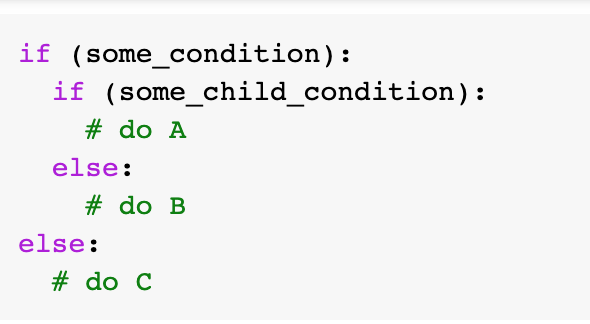 if (some_condition):
  if (some_child_condition):
    # do A
  else:
    # do B
else:
  # do C